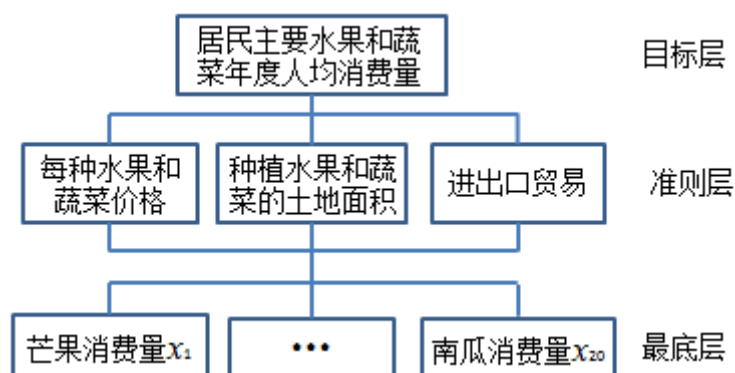 居民主要水果和蔬
菜年度人均消费量
目标层
每种水果和
蔬菜价格
种植水果和蔬
菜的土地面积
进出口贸易
准则层
芒果消费量x₁
•••
南瓜消费量x₂₀
最底层